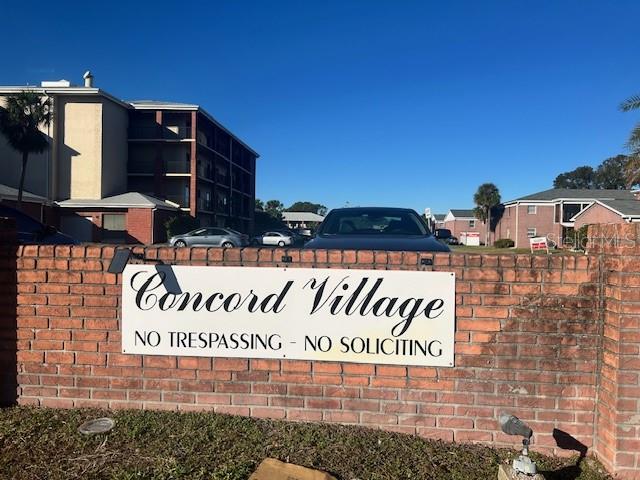 Concord Village
NO TRESPASSING - NO SOLICITING